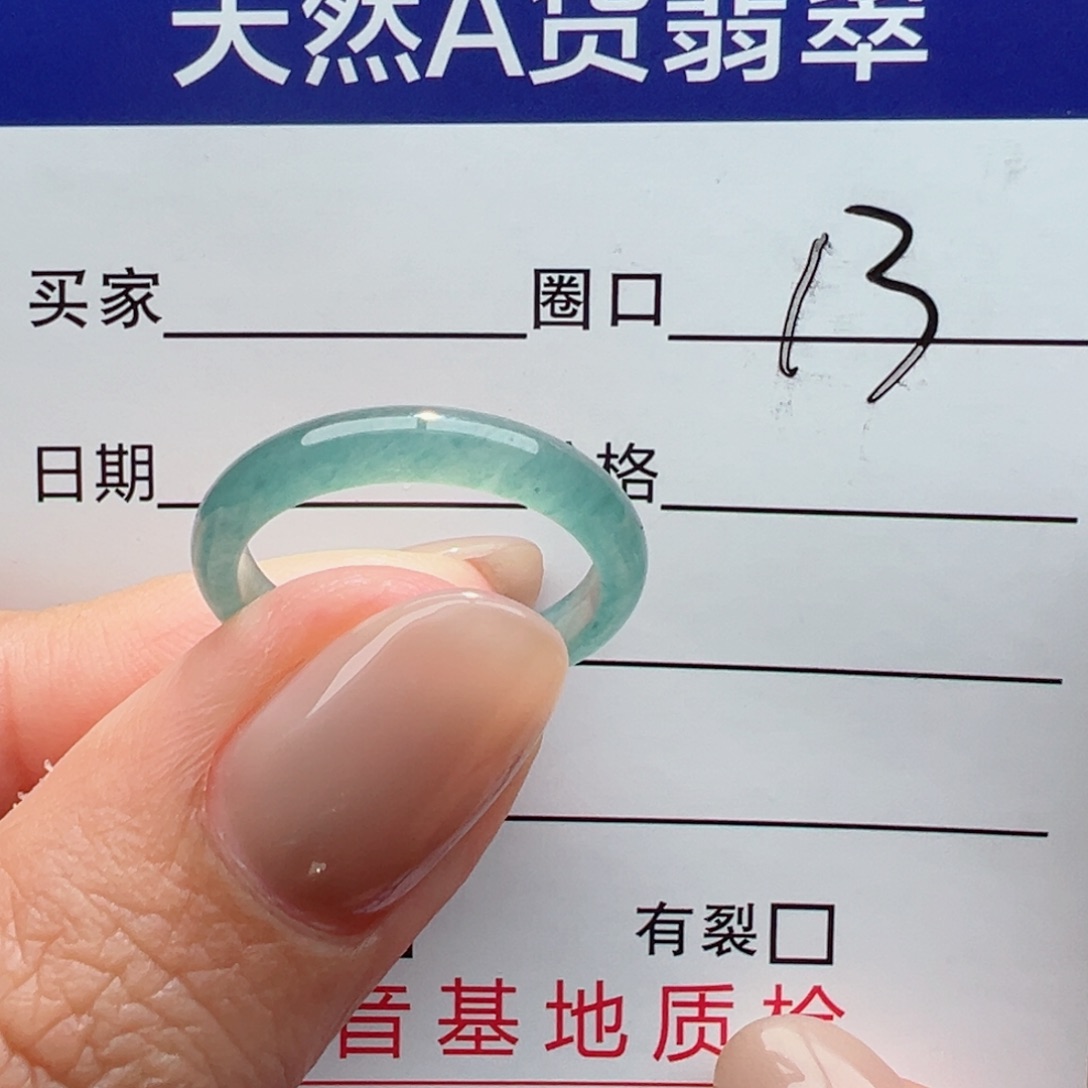 天然A货翡翠
买家 圈口 13
日期 格
有裂
音基地质检